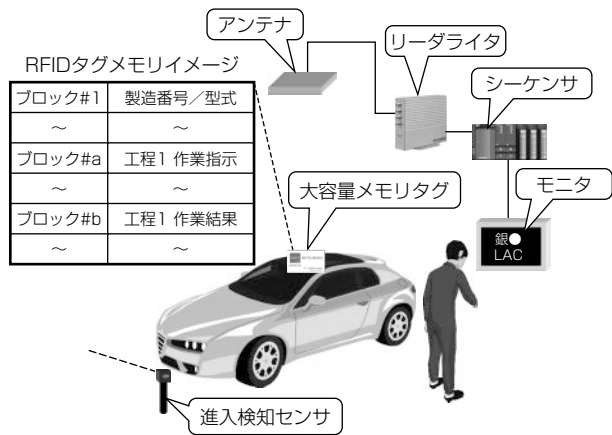 アンテナ
リーダライタ
RFIDタグメモリイメージ
シーケンサ
ブロック#1 製造番号／型式
～ ～
ブロック#a 工程1 作業指示
～ ～
ブロック#b 工程1 作業結果
～ ～
大容量メモリタグ
モニタ
銀●
LAC
進入検知センサ